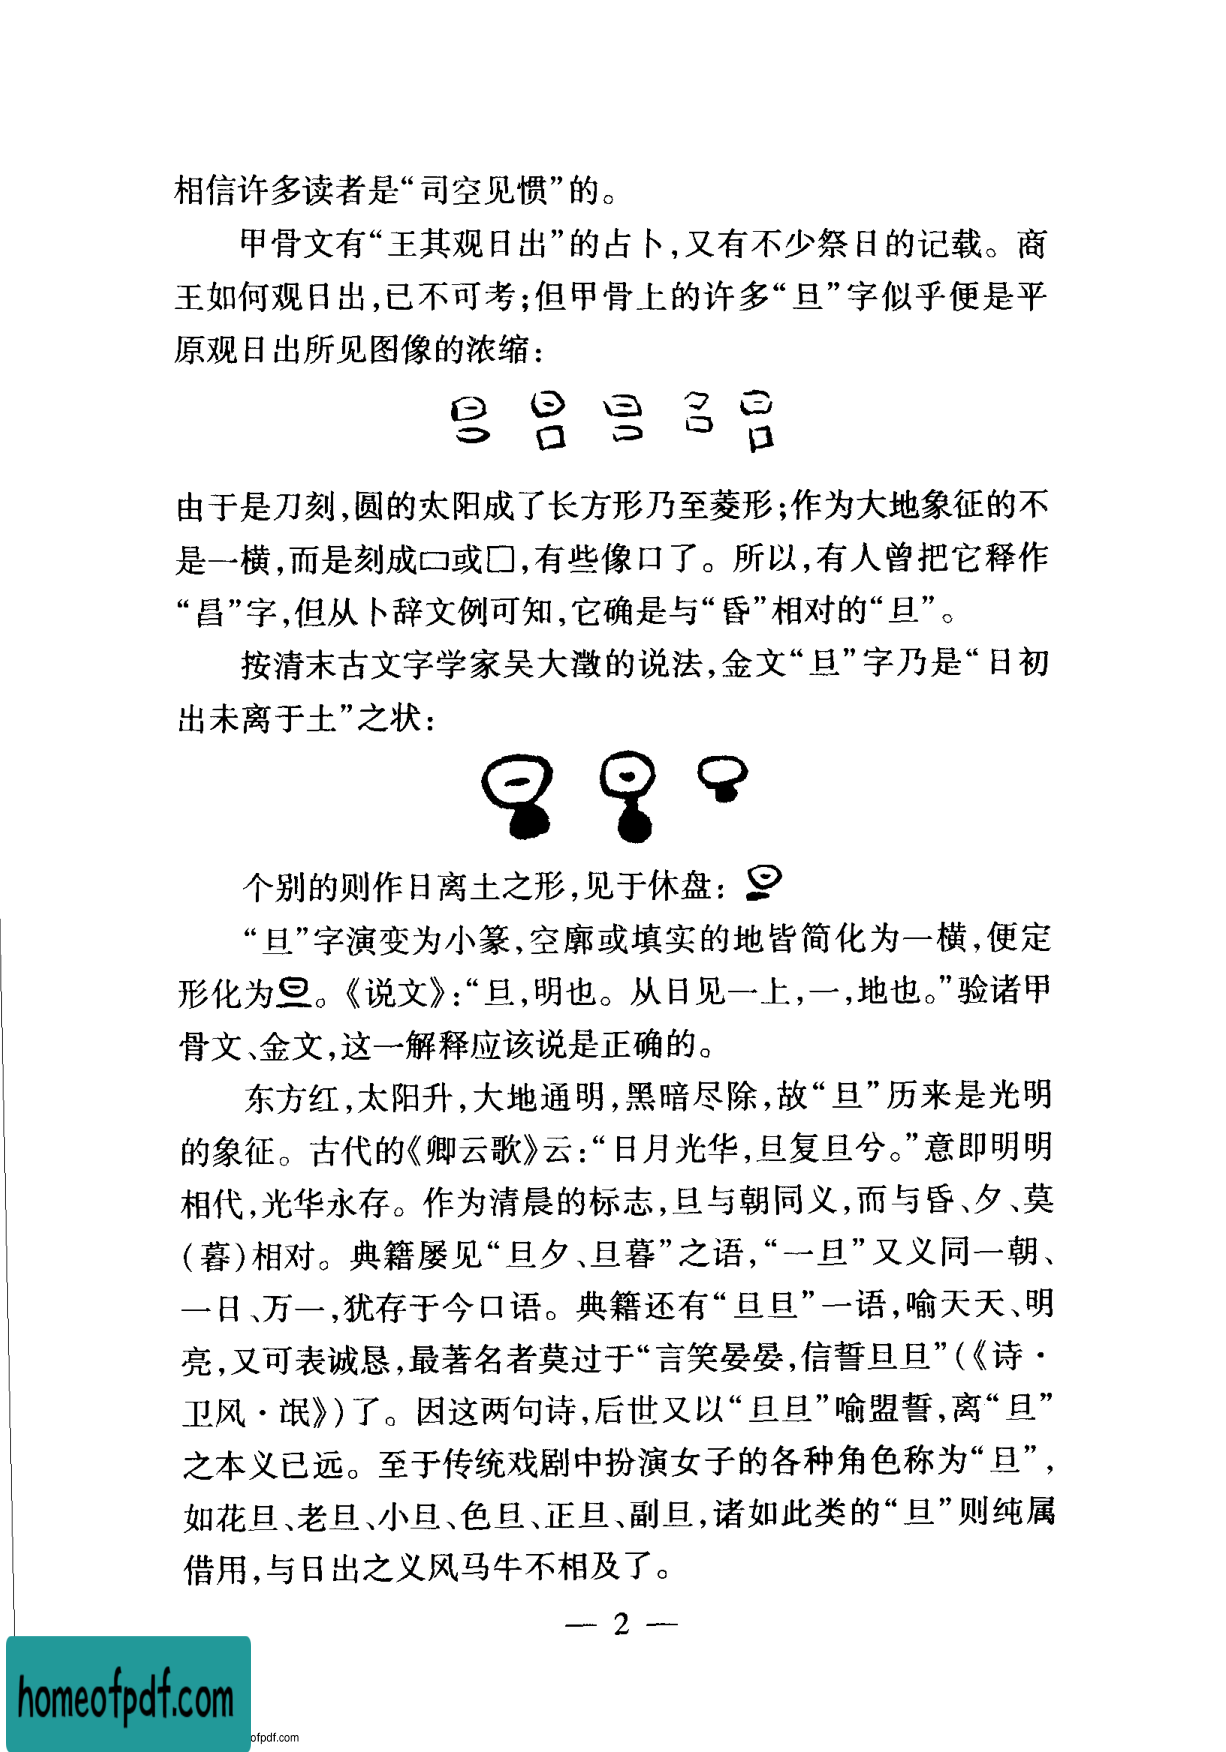 相信许多读者是“司空见惯”的。
甲骨文有“王其观日出”的占卜,又有不少祭日的记载。商
王如何观日出,已不可考;但甲骨上的许多“旦”字似乎便是平
原观日出所见图像的浓缩:
由于是刀刻,圆的太阳成了长方形乃至菱形;作为大地象征的不
是一横,而是刻成口或囗,有些像口了。所以,有人曾把它释作
“昌”字,但从卜辞文例可知,它确是与“昏”相对的“旦”。
按清末古文字学家吴大澂的说法,金文“旦”字乃是“日初
出未离于土”之状:
个别的则作日离土之形,见于休盘:
“旦”字演变为小篆,空廓或填实的地皆简化为一横,便定
形化为旦。《说文》:“旦,明也。从日见一上,一,地也。”验诸甲
骨文、金文,这一解释应该说是正确的。
东方红,太阳升,大地通明,黑暗尽除,故“旦”历来是光明
的象征。古代的《卿云歌》云:“日月光华,旦复旦兮。”意即明明
相代,光华永存。作为清晨的标志,旦与朝同义,而与昏、夕、莫
(暮)相对。典籍屡见“旦夕、旦暮”之语,“一旦”又义同一朝、
一日、万一,犹存于今口语。典籍还有“旦旦”一语,喻天天、明
亮,又可表诚恳,最著名者莫过于“言笑晏晏,信誓旦旦”(《诗·
卫风·氓》)了。因这两句诗,后世又以“旦旦”喻盟誓,离“旦”
之本义已远。至于传统戏剧中扮演女子的各种角色称为“旦”,
如花旦、老旦、小旦、色旦、正旦、副旦,诸如此类的“旦”则纯属
借用,与日出之义风马牛不相及了。
— 2 —
homeofpdf.com
ofpdf.com